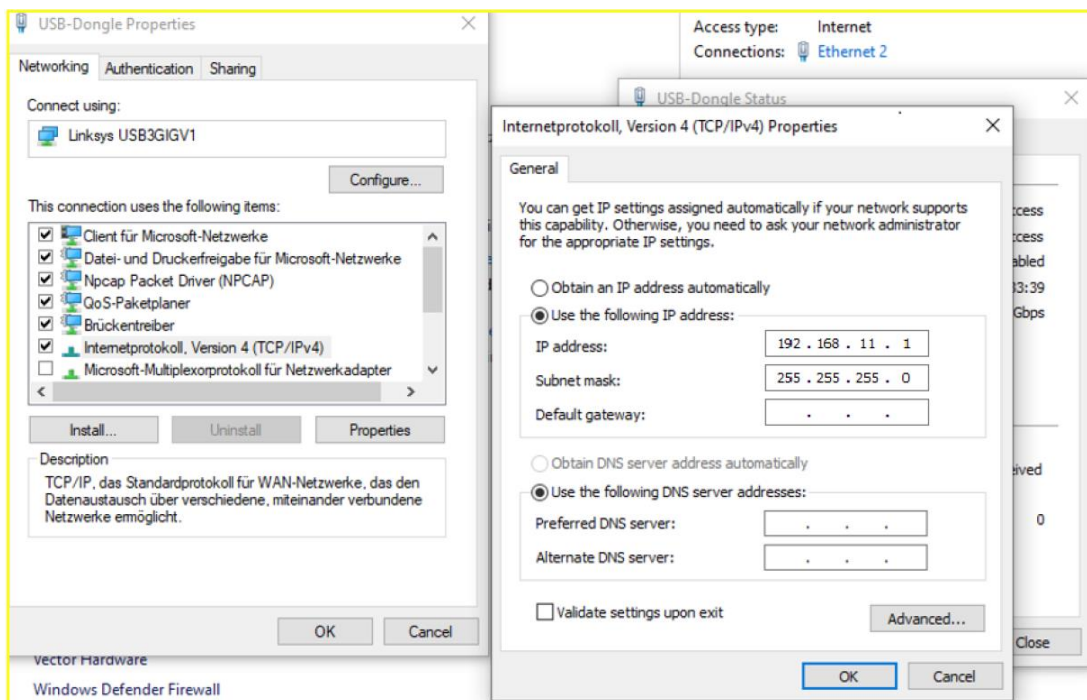 USB-Dongle Properties
Networking Authentication Sharing
Connect using:
Linksys USB3GIGV1
Configure...
This connection uses the following items:
Client für Microsoft-Netzwerke
Datei- und Druckerfreigabe für Microsoft-Netzwerke
Npcap Packet Driver (NPCAP)
QoS-Paketplaner
Brückentreiber
Internetprotokoll, Version 4 (TCP/IPv4)
Microsoft-Multiplexorprotokoll für Netzwerkadapter
Install... Uninstall Properties
Description
TCP/IP, das Standardprotokoll für WAN-Netzwerke, das den
Datenaustausch über verschiedene, miteinander verbundene
Netzwerke ermöglicht.
OK Cancel
Vector Hardware
Windows Defender Firewall
Access type: Internet
Connections: Ethernet 2
USB-Dongle Status
Internetprotokoll, Version 4 (TCP/IPv4) Properties
General
You can get IP settings assigned automatically if your network supports
this capability. Otherwise, you need to ask your network administrator
for the appropriate IP settings.
Obtain an IP address automatically
Use the following IP address:
IP address: 192 . 168 . 11 . 1
Subnet mask: 255 . 255 . 255 . 0
Default gateway: . . .
Obtain DNS server address automatically
Use the following DNS server addresses:
Preferred DNS server: . . .
Alternate DNS server: . . .
Validate settings upon exit
Advanced...
OK Cancel
33:39
Gbps
0
Close